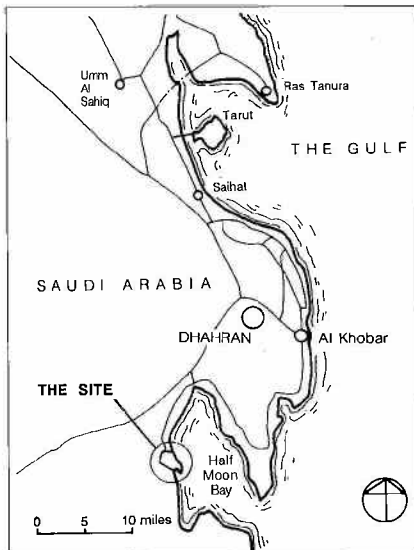 Umm
Al
Sahiq
Ras Tanura
Tarut
THE GULF
Saihat
SAUDI ARABIA
DHAHRAN
Al Khobar
THE SITE
Half
Moon
Bay
0 5 10 miles